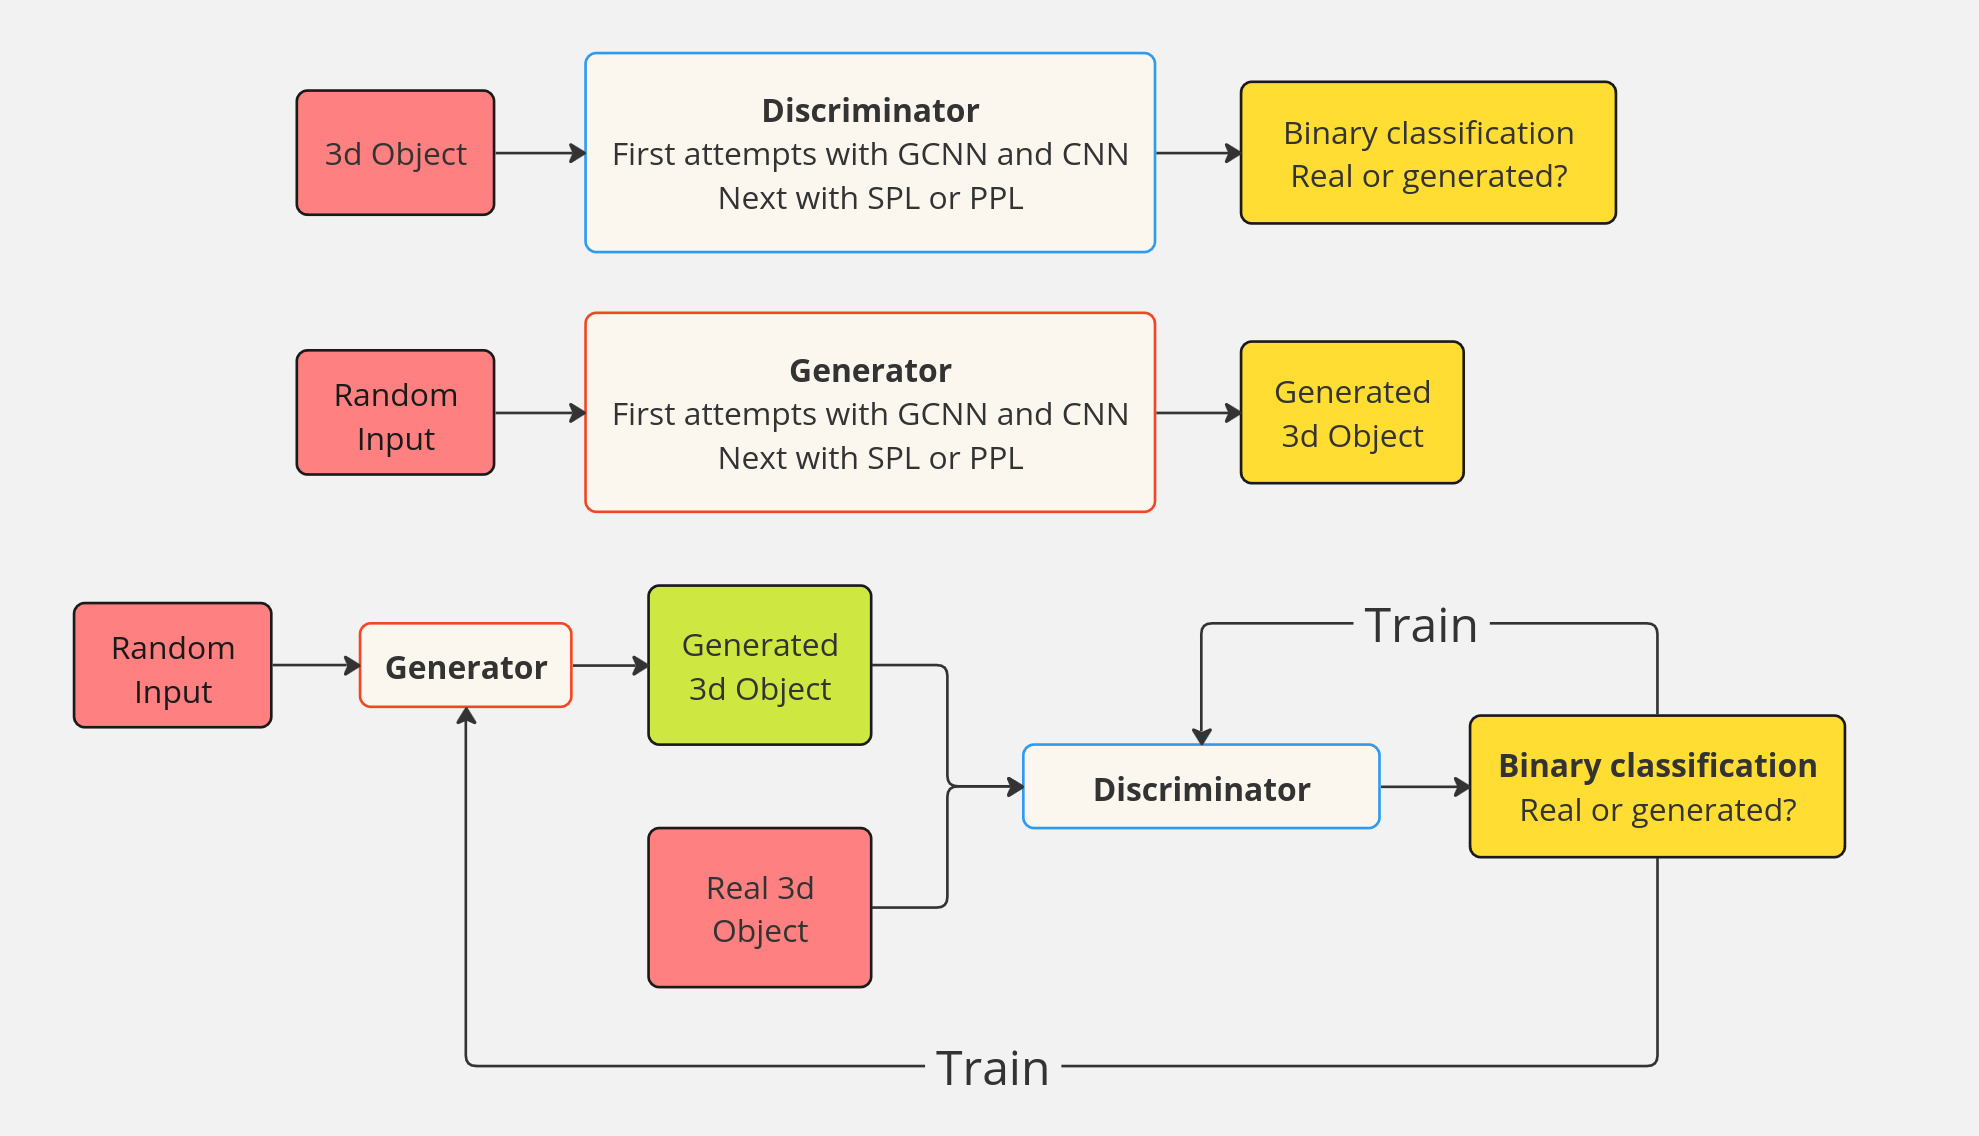 3d Object
Discriminator
First attempts with GCNN and CNN
Next with SPL or PPL
Binary classification
Real or generated?
Random
Input
Generator
First attempts with GCNN and CNN
Next with SPL or PPL
Generated
3d Object
Random
Input
Generator
Generated
3d Object
Real 3d
Object
Discriminator
Train
Binary classification
Real or generated?
Train